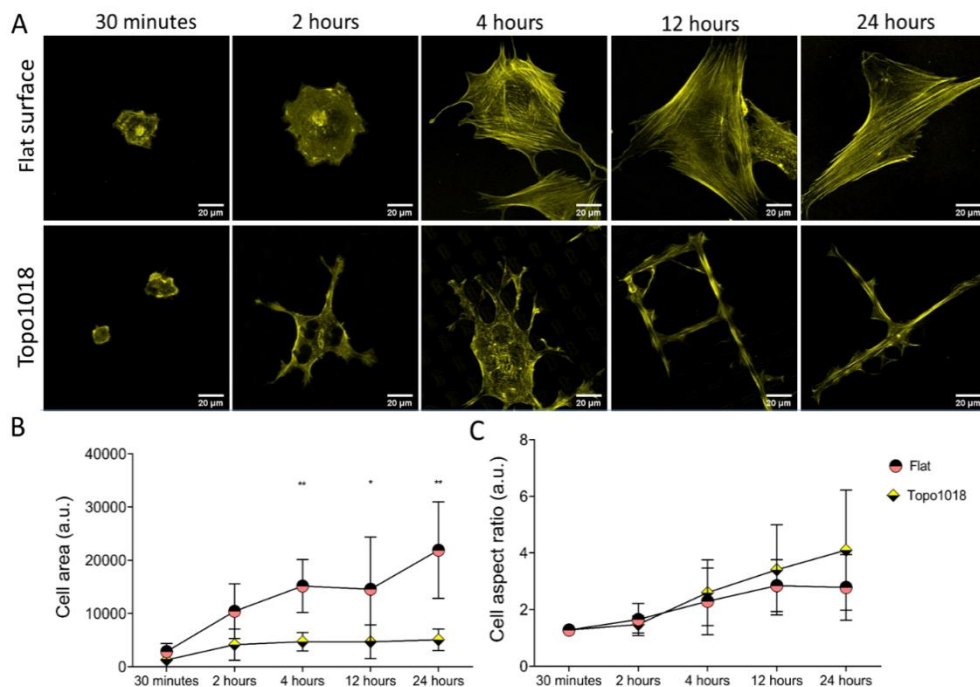 A
30 minutes
2 hours
4 hours
12 hours
24 hours
Flat surface
20 µm
20 µm
20 µm
20 µm
20 µm
Topo1018
20 µm
20 µm
20 µm
20 µm
20 µm
B
Cell area (a.u.)
40000
30000
20000
10000
0
**
*
**
30 minutes
2 hours
4 hours
12 hours
24 hours
C
Cell aspect ratio (a.u.)
8
6
4
2
0
30 minutes
2 hours
4 hours
12 hours
24 hours
Flat
Topo1018